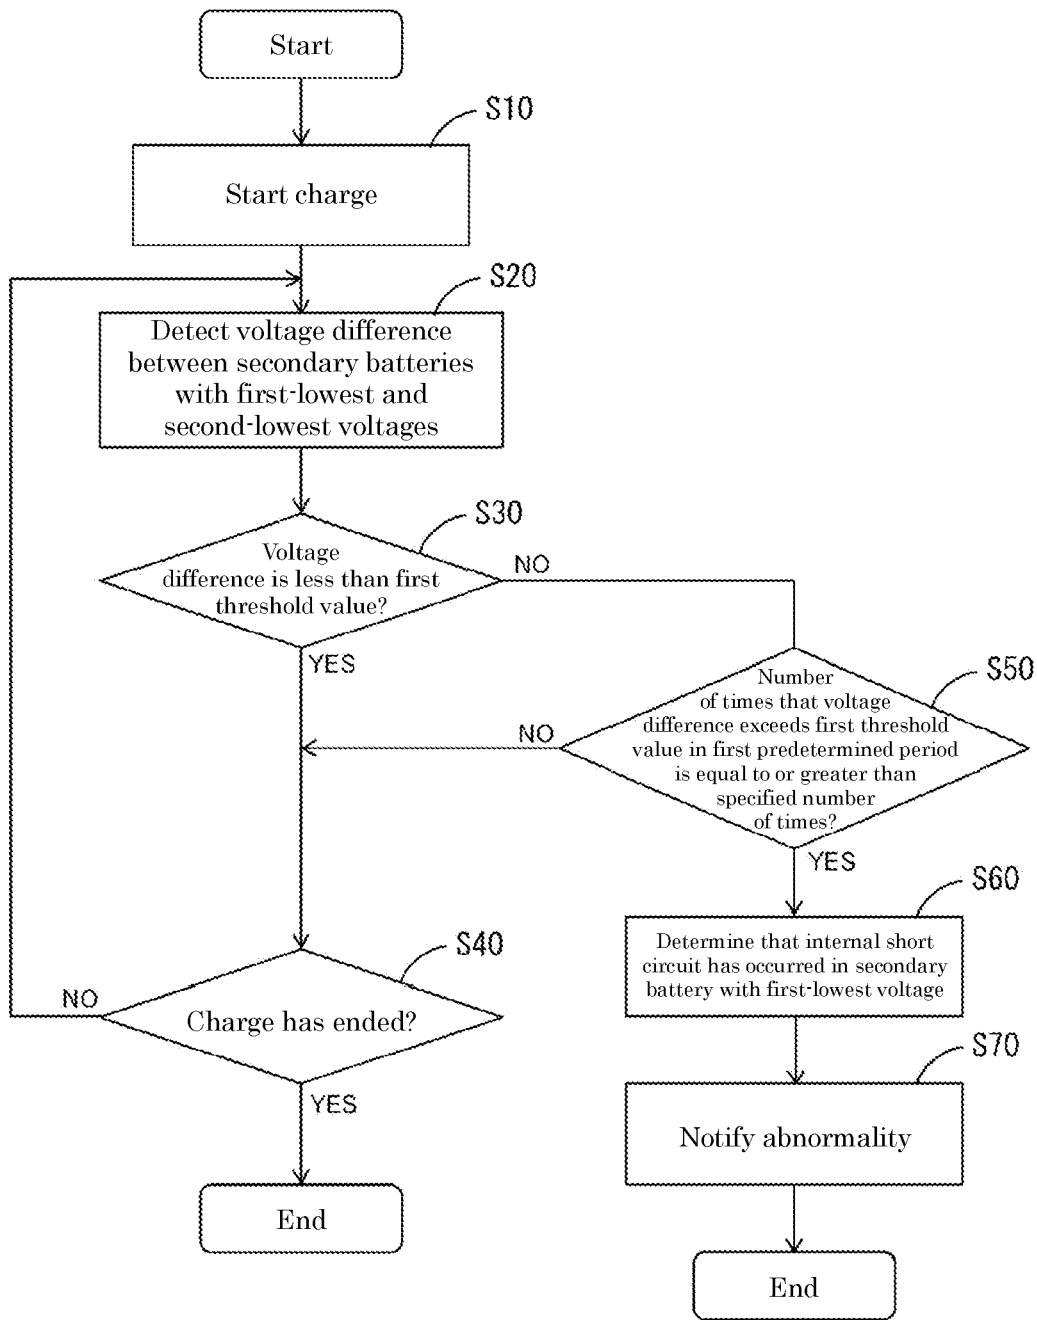 Start
S10
Start charge
S20
Detect voltage difference
between secondary batteries
with first-lowest and
second-lowest voltages
S30
Voltage
difference is less than first
threshold value?
NO
YES
S50
Number
of times that voltage
difference exceeds first threshold
value in first predetermined period
is equal to or greater than
specified number
of times?
NO
YES
S60
Determine that internal short
circuit has occurred in secondary
battery with first-lowest voltage
S40
Charge has ended?
NO
YES
S70
Notify abnormality
End
End